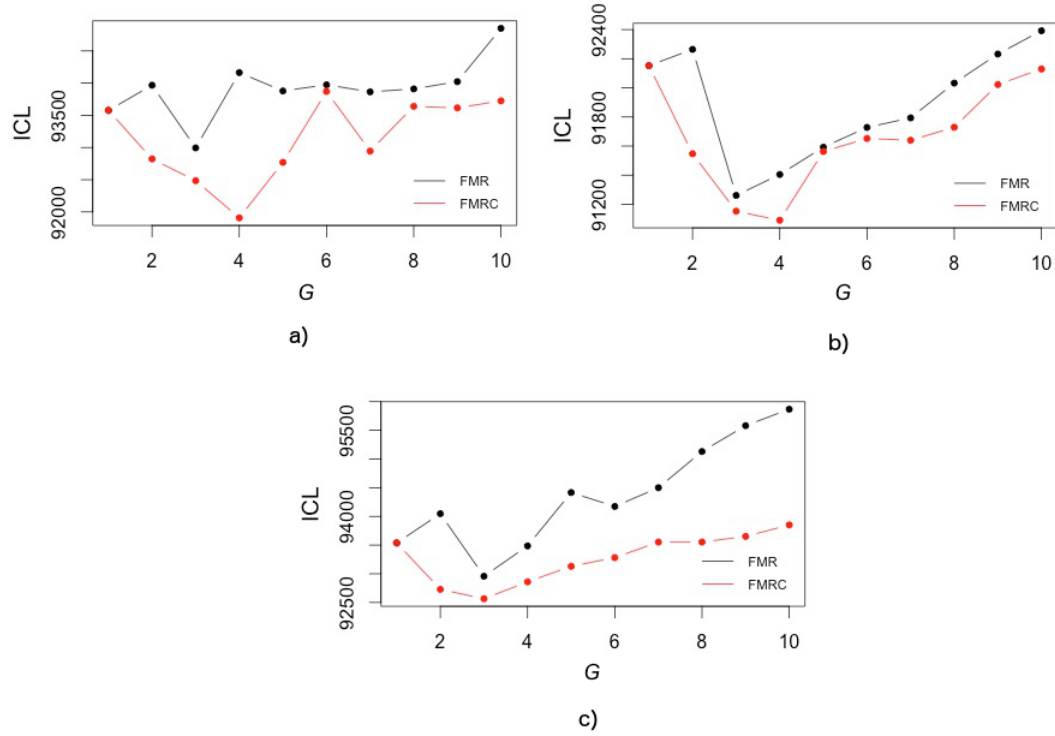 ICL
93500
92000
FMR
FMRC
2 4 6 8 10
G
a)
ICL
92400
91800
91200
FMR
FMRC
2 4 6 8 10
G
b)
ICL
95500
94000
92500
FMR
FMRC
2 4 6 8 10
G
c)